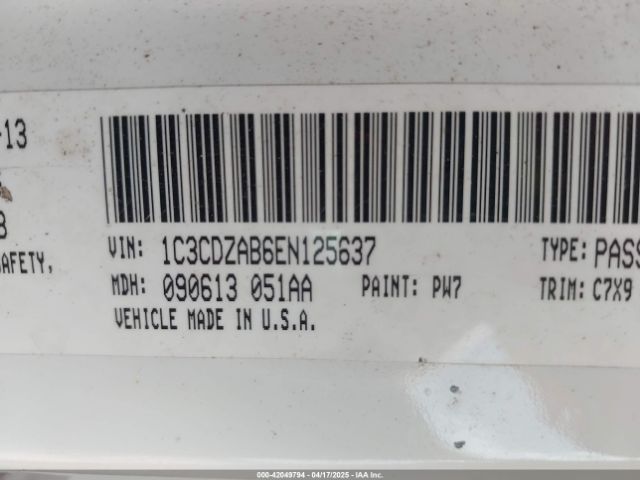 -13
AFETY,
VIN: 1C3CDZAB6EN125637 TYPE: PASS
MDH: 090613 051AA PAINT: PW7 TRIM: C7X9
VEHICLE MADE IN U.S.A.
000-42049794 - 04/17/2025 - IAA Inc.